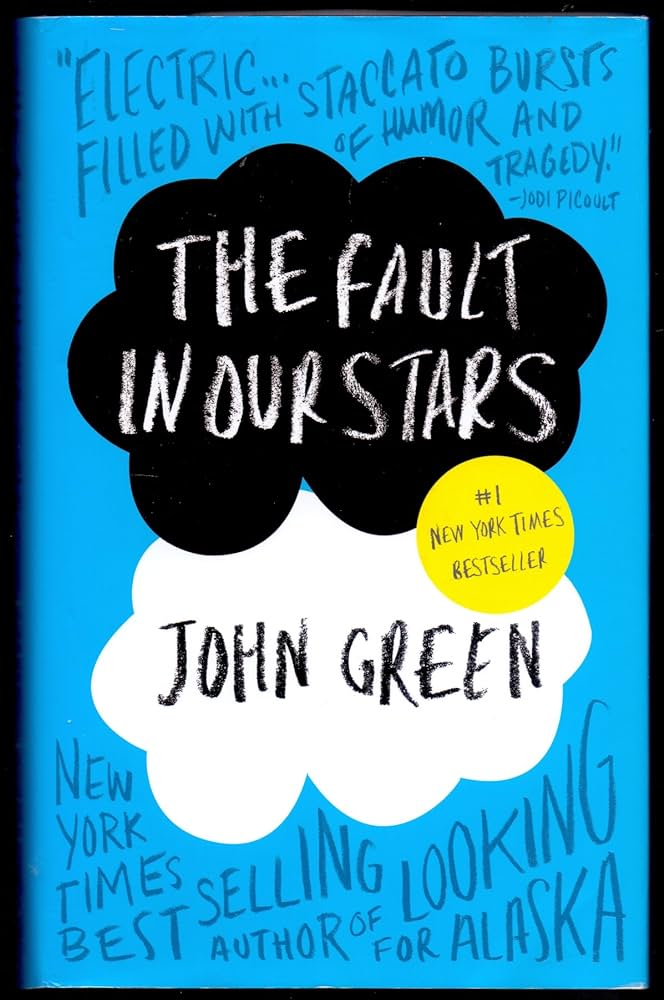 "ELECTRIC...
FILLED WITH STACCATO BURSTS
OF HUMOR AND
TRAGEDY."
-JODI PICOULT
THE FAULT
IN OUR STARS
#1
NEW YORK TIMES
BESTSELLER
JOHN GREEN
NEW
YORK
TIMES
BEST SELLING
AUTHOR OF
LOOKING
FOR ALASKA